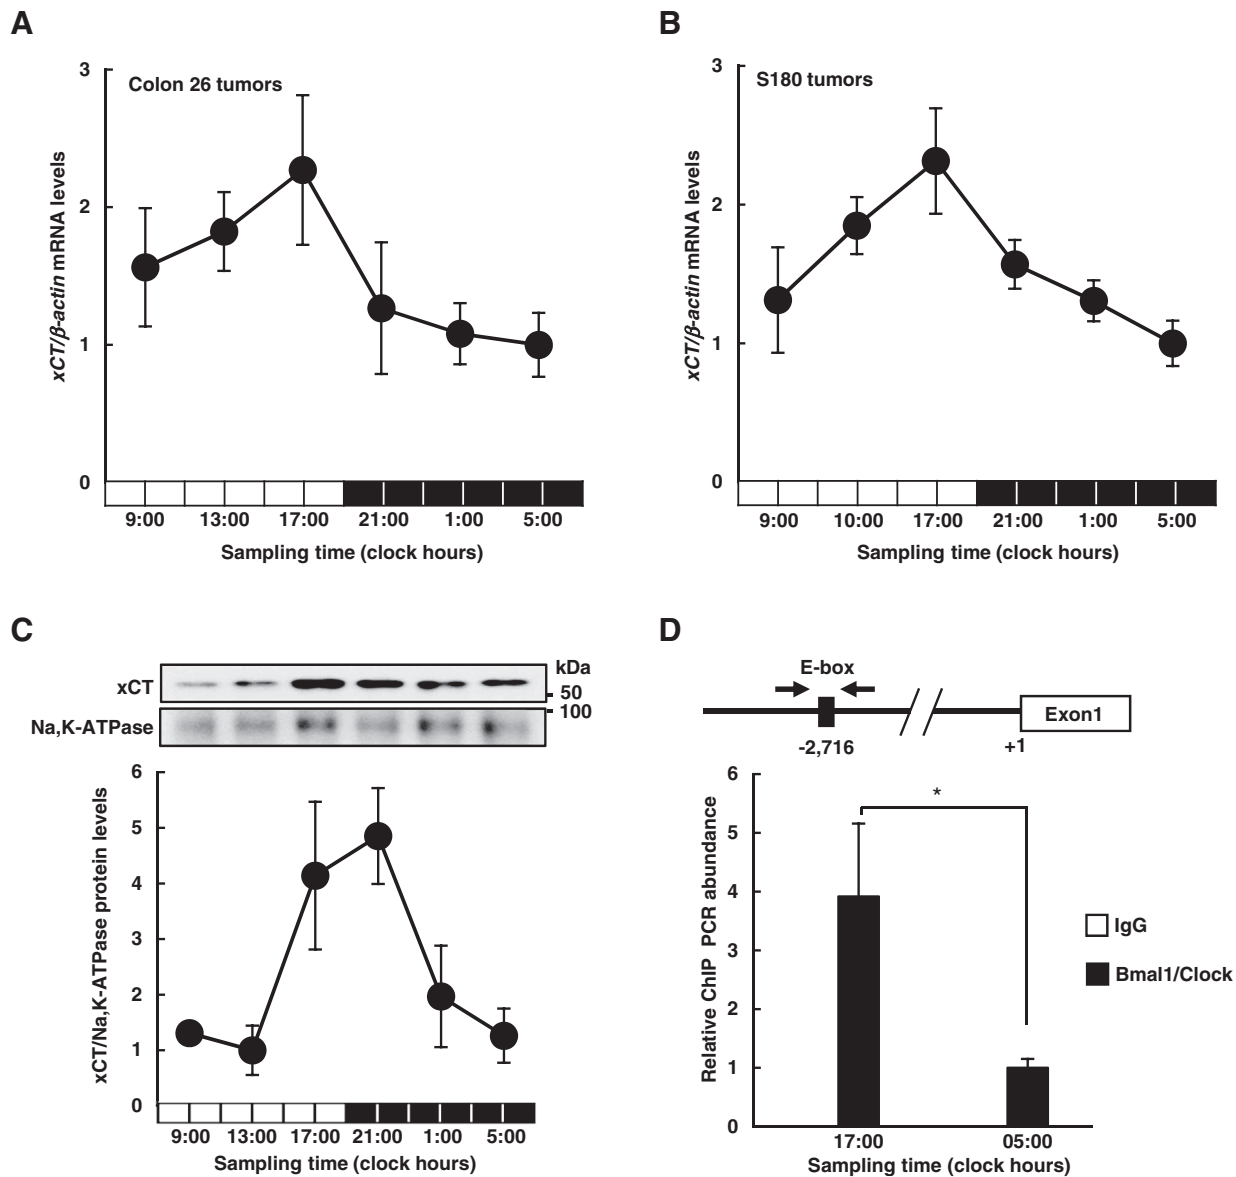 A
Colon 26 tumors
xCT/β-actin mRNA levels
3
2
1
0
9:00 13:00 17:00 21:00 1:00 5:00
Sampling time (clock hours)
B
S180 tumors
xCT/β-actin mRNA levels
3
2
1
0
9:00 10:00 17:00 21:00 1:00 5:00
Sampling time (clock hours)
C
xCT
Na,K-ATPase
kDa
50
100
xCT/Na,K-ATPase protein levels
6
5
4
3
2
1
0
9:00 13:00 17:00 21:00 1:00 5:00
Sampling time (clock hours)
D
E-box
Exon1
-2,716
+1
Relative ChIP PCR abundance
6
5
4
3
2
1
0
*
IgG
Bmal1/Clock
17:00 05:00
Sampling time (clock hours)